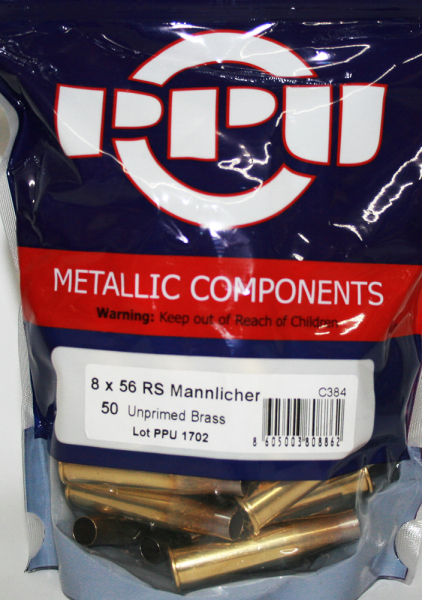 PPU
METALLIC COMPONENTS
Warning: Keep out of Reach of Children
8 x 56 RS Mannlicher
C384
50 Unprimed Brass
Lot PPU 1702
8 605003 808862